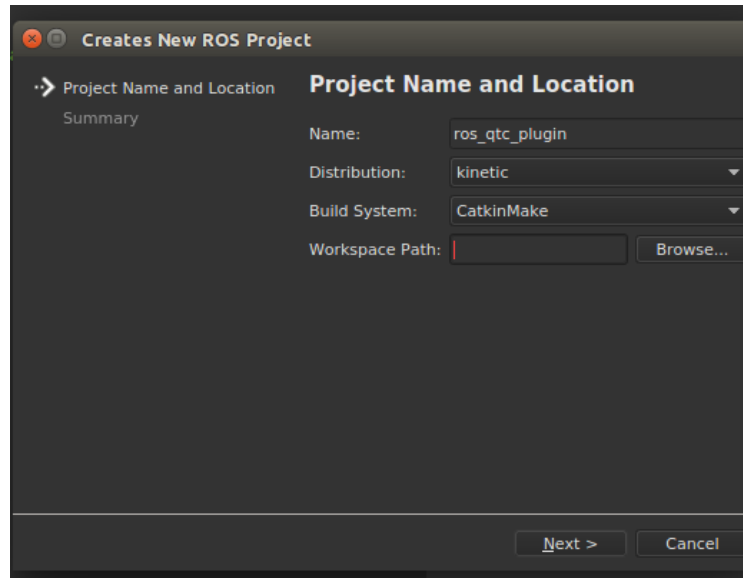 Creates New ROS Projec
Project Name and Location
Summary
Project Name and Location
Name: ros_qtc_plugin
Distribution: kinetic
Build System: CatkinMake
Workspace Path: Browse...
Next > Cancel